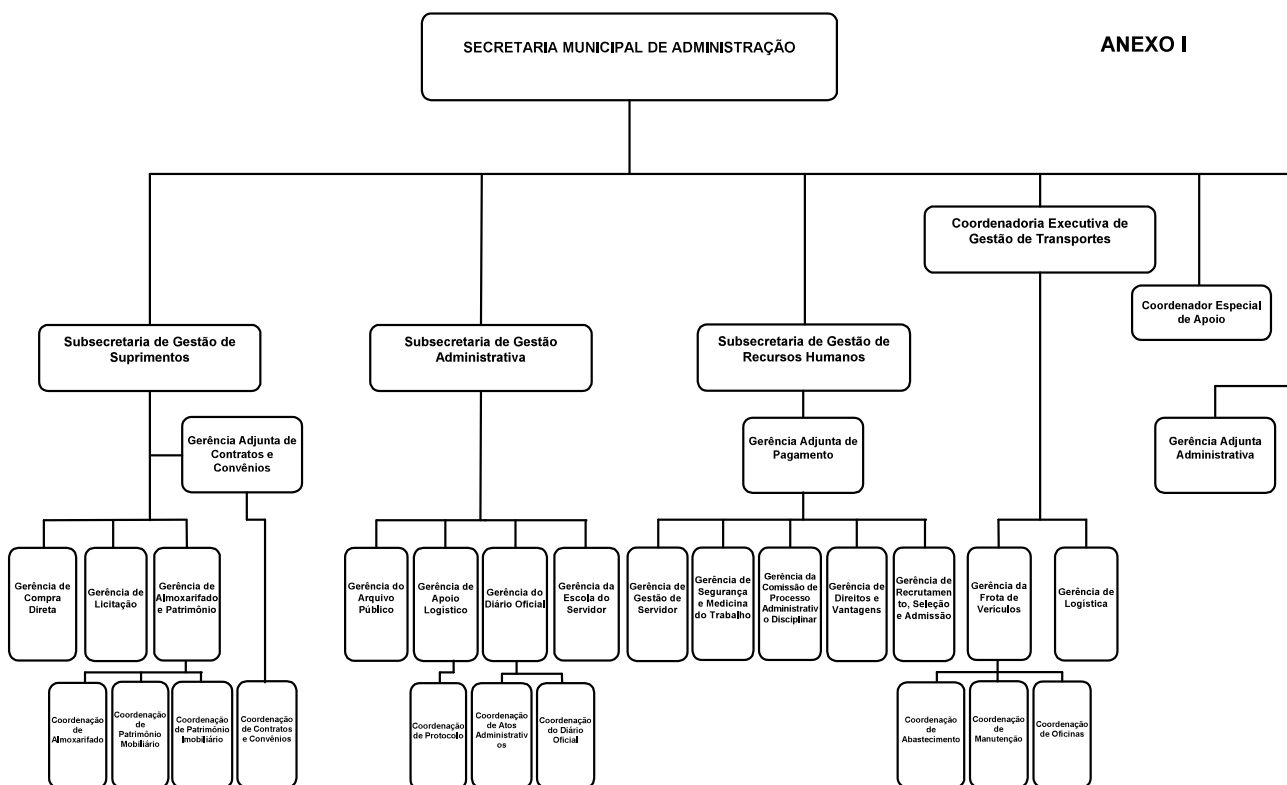 SECRETARIA MUNICIPAL DE ADMINISTRAÇÃO
ANEXO I
Coordenadoria Executiva de
Gestão de Transportes
Coordenador Especial
de Apoio
Subsecretaria de Gestão de
Suprimentos
Subsecretaria de Gestão
Administrativa
Subsecretaria de Gestão de
Recursos Humanos
Gerência Adjunta de
Contratos e
Convênios
Gerência Adjunta de
Pagamento
Gerência Adjunta
Administrativa
Gerência de
Compra
Direta
Gerência de
Licitação
Gerência de
Almoxarifado
e Patrimônio
Gerência do
Arquivo
Público
Gerência de
Apoio
Logístico
Gerência do
Diário Oficial
Gerência da
Escola do
Servidor
Gerência de
Gestão de
Servidor
Gerência de
Segurança
e Medicina
do Trabalho
Gerência da
Comissão de
Processo
Administrativ
o Disciplinar
Gerência de
Direitos e
Vantagens
Gerência de
Recrutame
nto, Seleção
e Admissão
Gerência da
Frota de
Verículos
Gerência de
Logística
Coordenação
de
Almoxarifado
Coordenação
de
Patrimônio
Mobiliário
Coordenação
de Patrimônio
Imobiliário
Coordenação
de Contratos
e Convênios
Coordenação
de Protocolo
Coordenação
de Atos
Administrati
vos
Coordenação
do Diário
Oficial
Coordenação
de
Abastecimento
Coordenação
de
Manutenção
Coordenação
de Oficinas